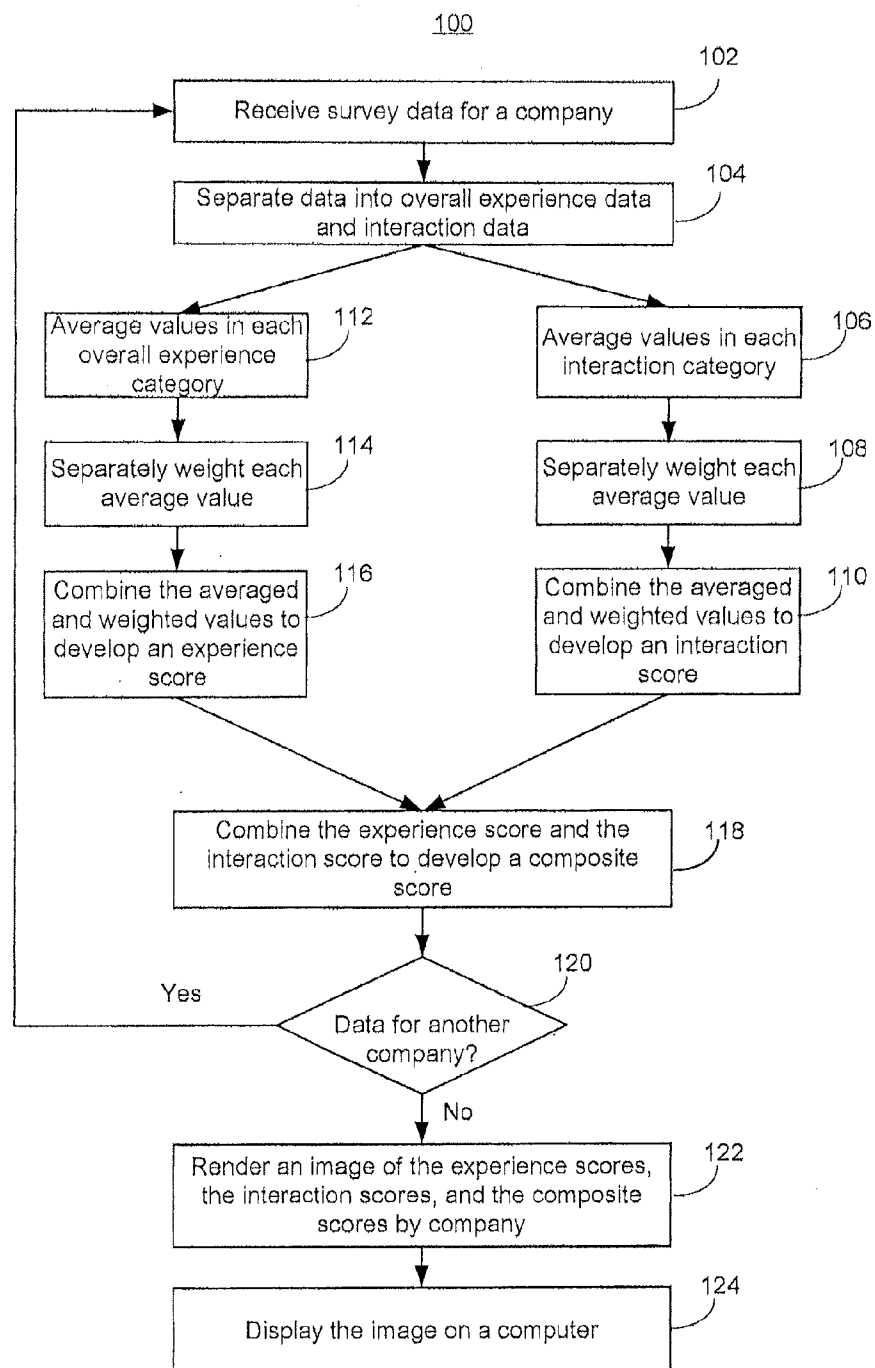 100
102
Receive survey data for a company
104
Separate data into overall experience data
and interaction data
112
Average values in each
overall experience
category
106
Average values in each
interaction category
114
Separately weight each
average value
108
Separately weight each
average value
116
Combine the averaged
and weighted values to
develop an experience
score
110
Combine the averaged
and weighted values to
develop an interaction
score
118
Combine the experience score and the
interaction score to develop a composite
score
120
Yes
Data for another
company?
No
122
Render an image of the experience scores,
the interaction scores, and the composite
scores by company
124
Display the image on a computer